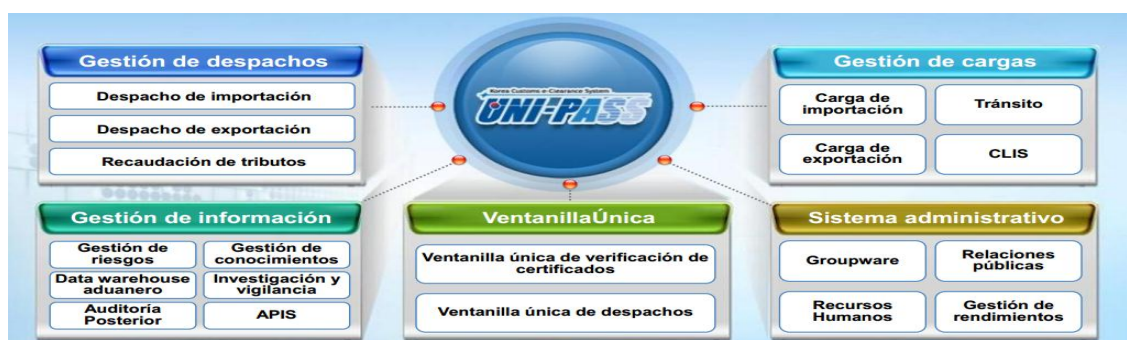 Gestión de despachos
Despacho de importación
Despacho de exportación
Recaudación de tributos
Korea Customs e-Clearance System
UNI-PASS
Gestión de cargas
Carga de
importación
Tránsito
Carga de
exportación
CLIS
Gestión de información
Gestión de
riesgos
Gestión de
conocimientos
Data warehouse
aduanero
Investigación y
vigilancia
Auditoría
Posterior
APIS
VentanillaÚnica
Ventanilla única de verificación de
certificados
Ventanilla única de despachos
Sistema administrativo
Groupware
Relaciones
públicas
Recursos
Humanos
Gestión de
rendimientos